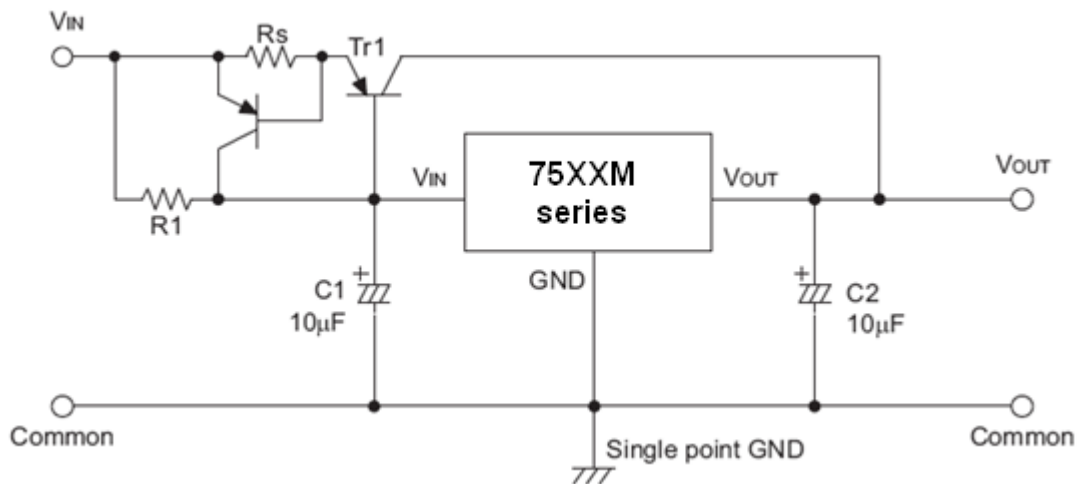 VIN
Rs
Tr1
R1
VIN
75XXM
series
VOUT
VOUT
GND
+
C1
10μF
+
C2
10μF
Common
Single point GND
Common